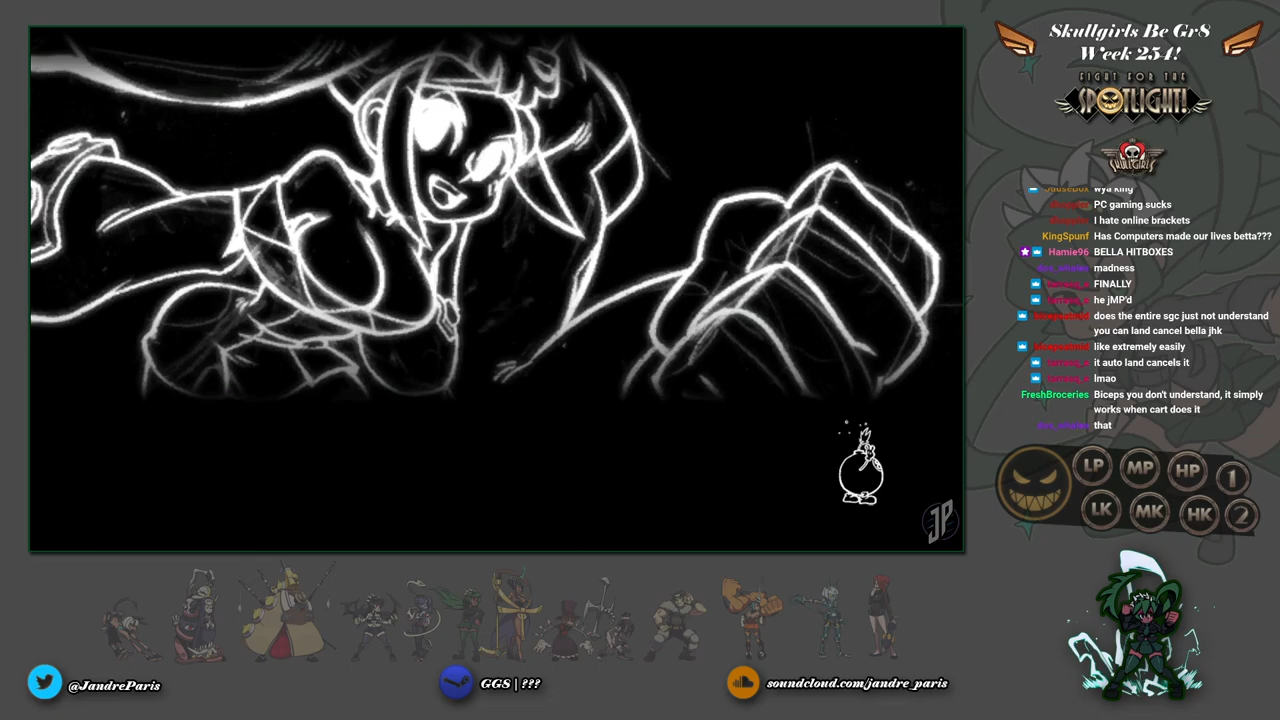 Skullgirls Be Gr8
Week 254!
FIGHT FOR THE
SPOTLIGHT!
SKULLGIRLS
wya king
PC gaming sucks
I hate online brackets
KingSpunf Has Computers made our lives betta???
Hamie96 BELLA HITBOXES
madness
FINALLY
he jMP'd
does the entire sgc just not understand
you can land cancel bella jhk
like extremely easily
it auto land cancels it
lmao
FreshBroceries Biceps you don't understand, it simply
works when cart does it
that
LP MP HP 1
LK MK HK 2
JP
@JandreParis
GGS | ???
soundcloud.com/jandre_paris